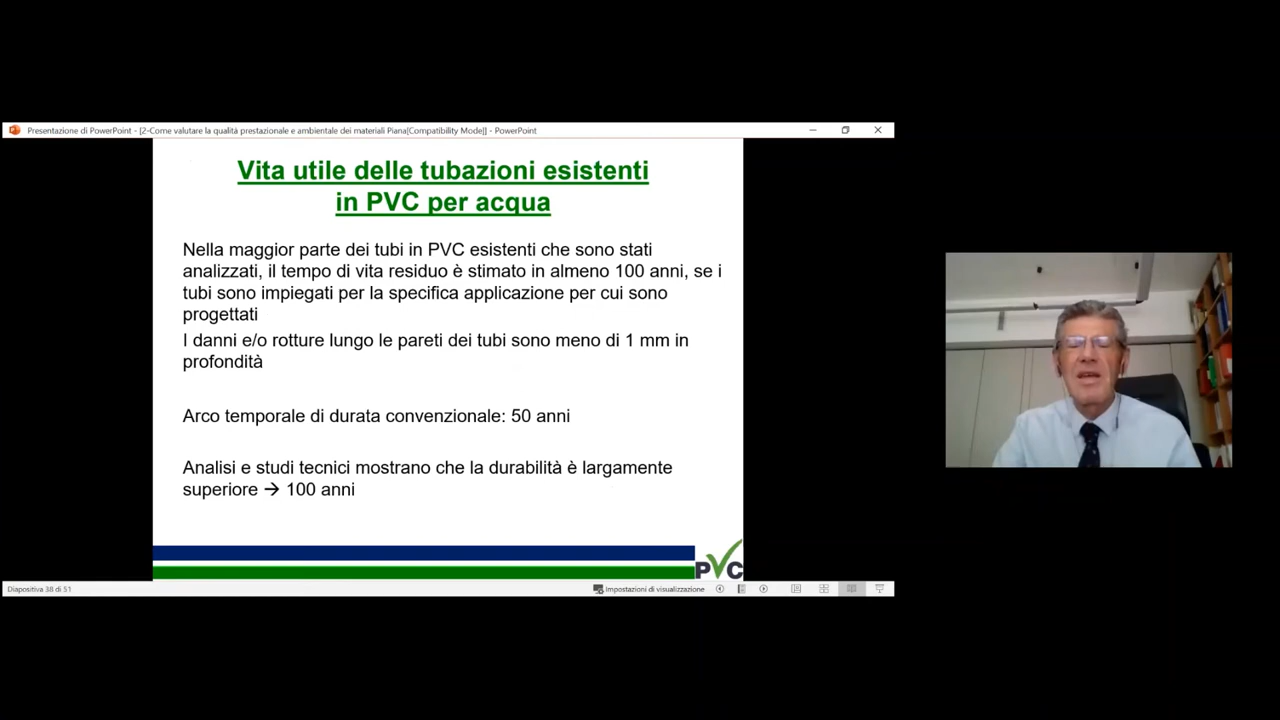 Presentazione di PowerPoint - [2-Come valutare la qualità prestazionale e ambientale dei materiali Piana[Compatibility Mode]] - PowerPoint
Vita utile delle tubazioni esistenti
in PVC per acqua
Nella maggior parte dei tubi in PVC esistenti che sono stati
analizzati, il tempo di vita residuo è stimato in almeno 100 anni, se i
tubi sono impiegati per la specifica applicazione per cui sono
progettati
I danni e/o rotture lungo le pareti dei tubi sono meno di 1 mm in
profondità
Arco temporale di durata convenzionale: 50 anni
Analisi e studi tecnici mostrano che la durabilità è largamente
superiore → 100 anni
PVC
Diapositiva 38 di 51
Impostazioni di visualizzazione